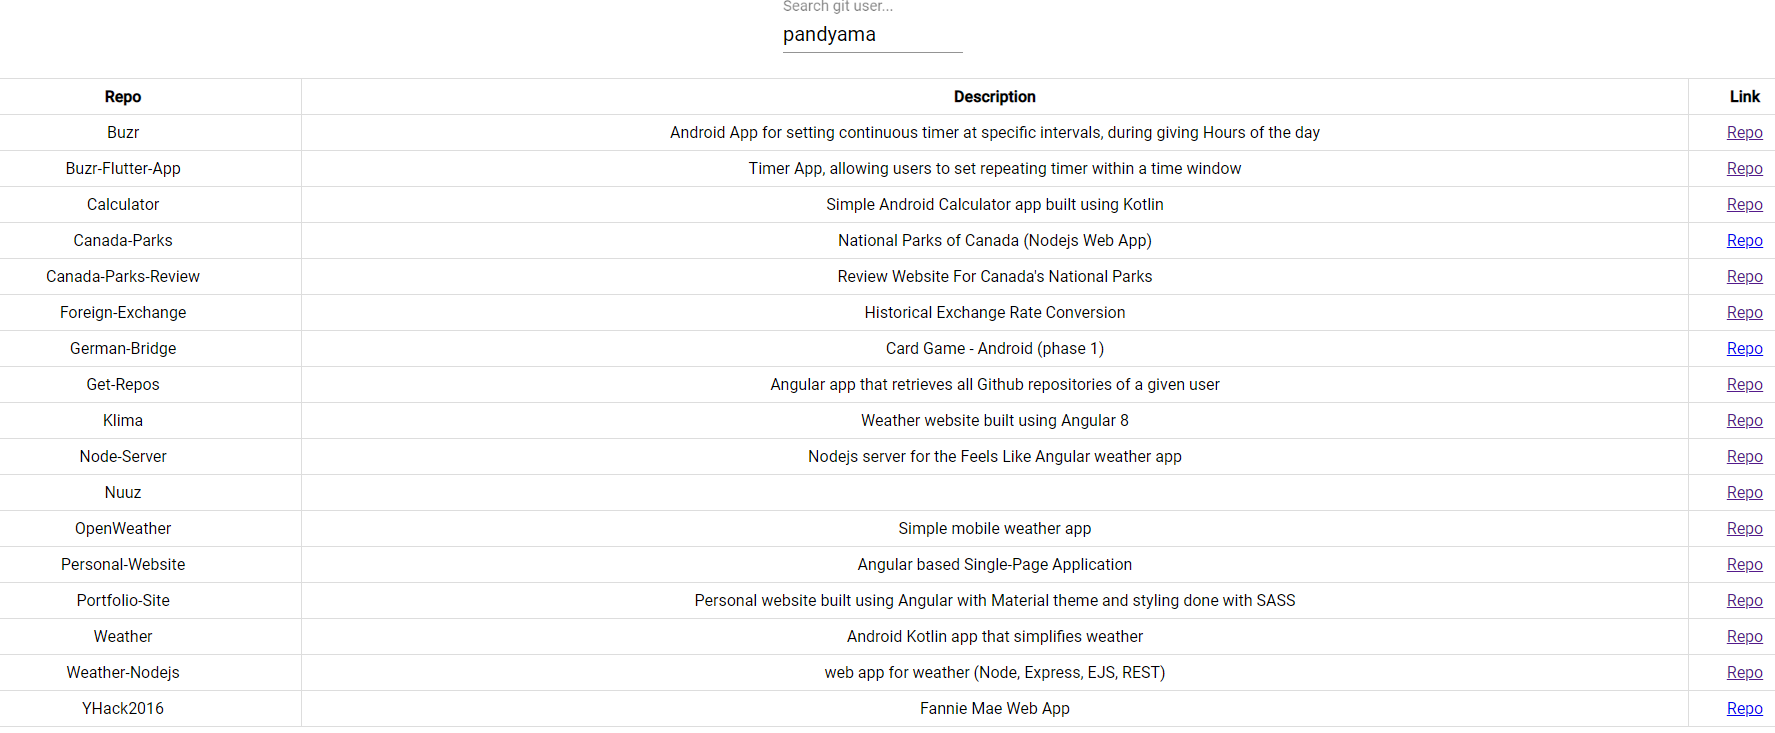 Search git user...
pandyama
Repo Description Link
Buzr Android App for setting continuous timer at specific intervals, during giving Hours of the day Repo
Buzr-Flutter-App Timer App, allowing users to set repeating timer within a time window Repo
Calculator Simple Android Calculator app built using Kotlin Repo
Canada-Parks National Parks of Canada (Nodejs Web App) Repo
Canada-Parks-Review Review Website For Canada's National Parks Repo
Foreign-Exchange Historical Exchange Rate Conversion Repo
German-Bridge Card Game - Android (phase 1) Repo
Get-Repos Angular app that retrieves all Github repositories of a given user Repo
Klima Weather website built using Angular 8 Repo
Node-Server Nodejs server for the Feels Like Angular weather app Repo
Nuuz Repo
OpenWeather Simple mobile weather app Repo
Personal-Website Angular based Single-Page Application Repo
Portfolio-Site Personal website built using Angular with Material theme and styling done with SASS Repo
Weather Android Kotlin app that simplifies weather Repo
Weather-Nodejs web app for weather (Node, Express, EJS, REST) Repo
YHack2016 Fannie Mae Web App Repo